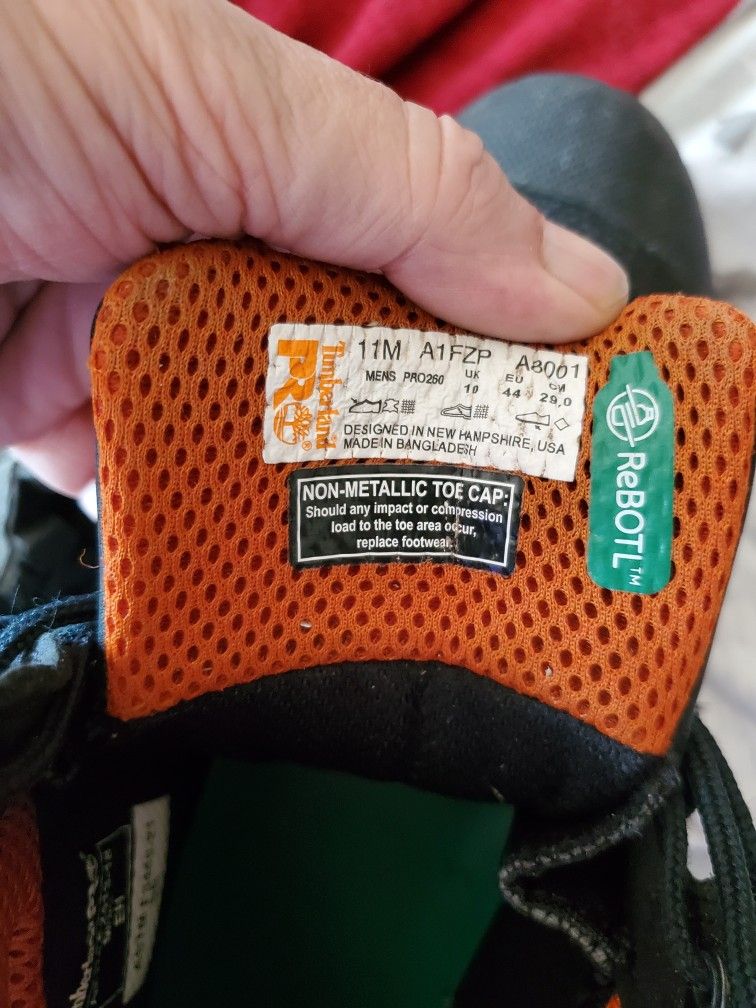 Timberland
PRO®
11M A1FZP A8001
MENS PRO260 UK EU CM
10 44 29,0
DESIGNED IN NEW HAMPSHIRE, USA
MADE IN BANGLADESH
NON-METALLIC TOE CAP:
Should any impact or compression
load to the toe area occur,
replace footwear.
ReBOTL™